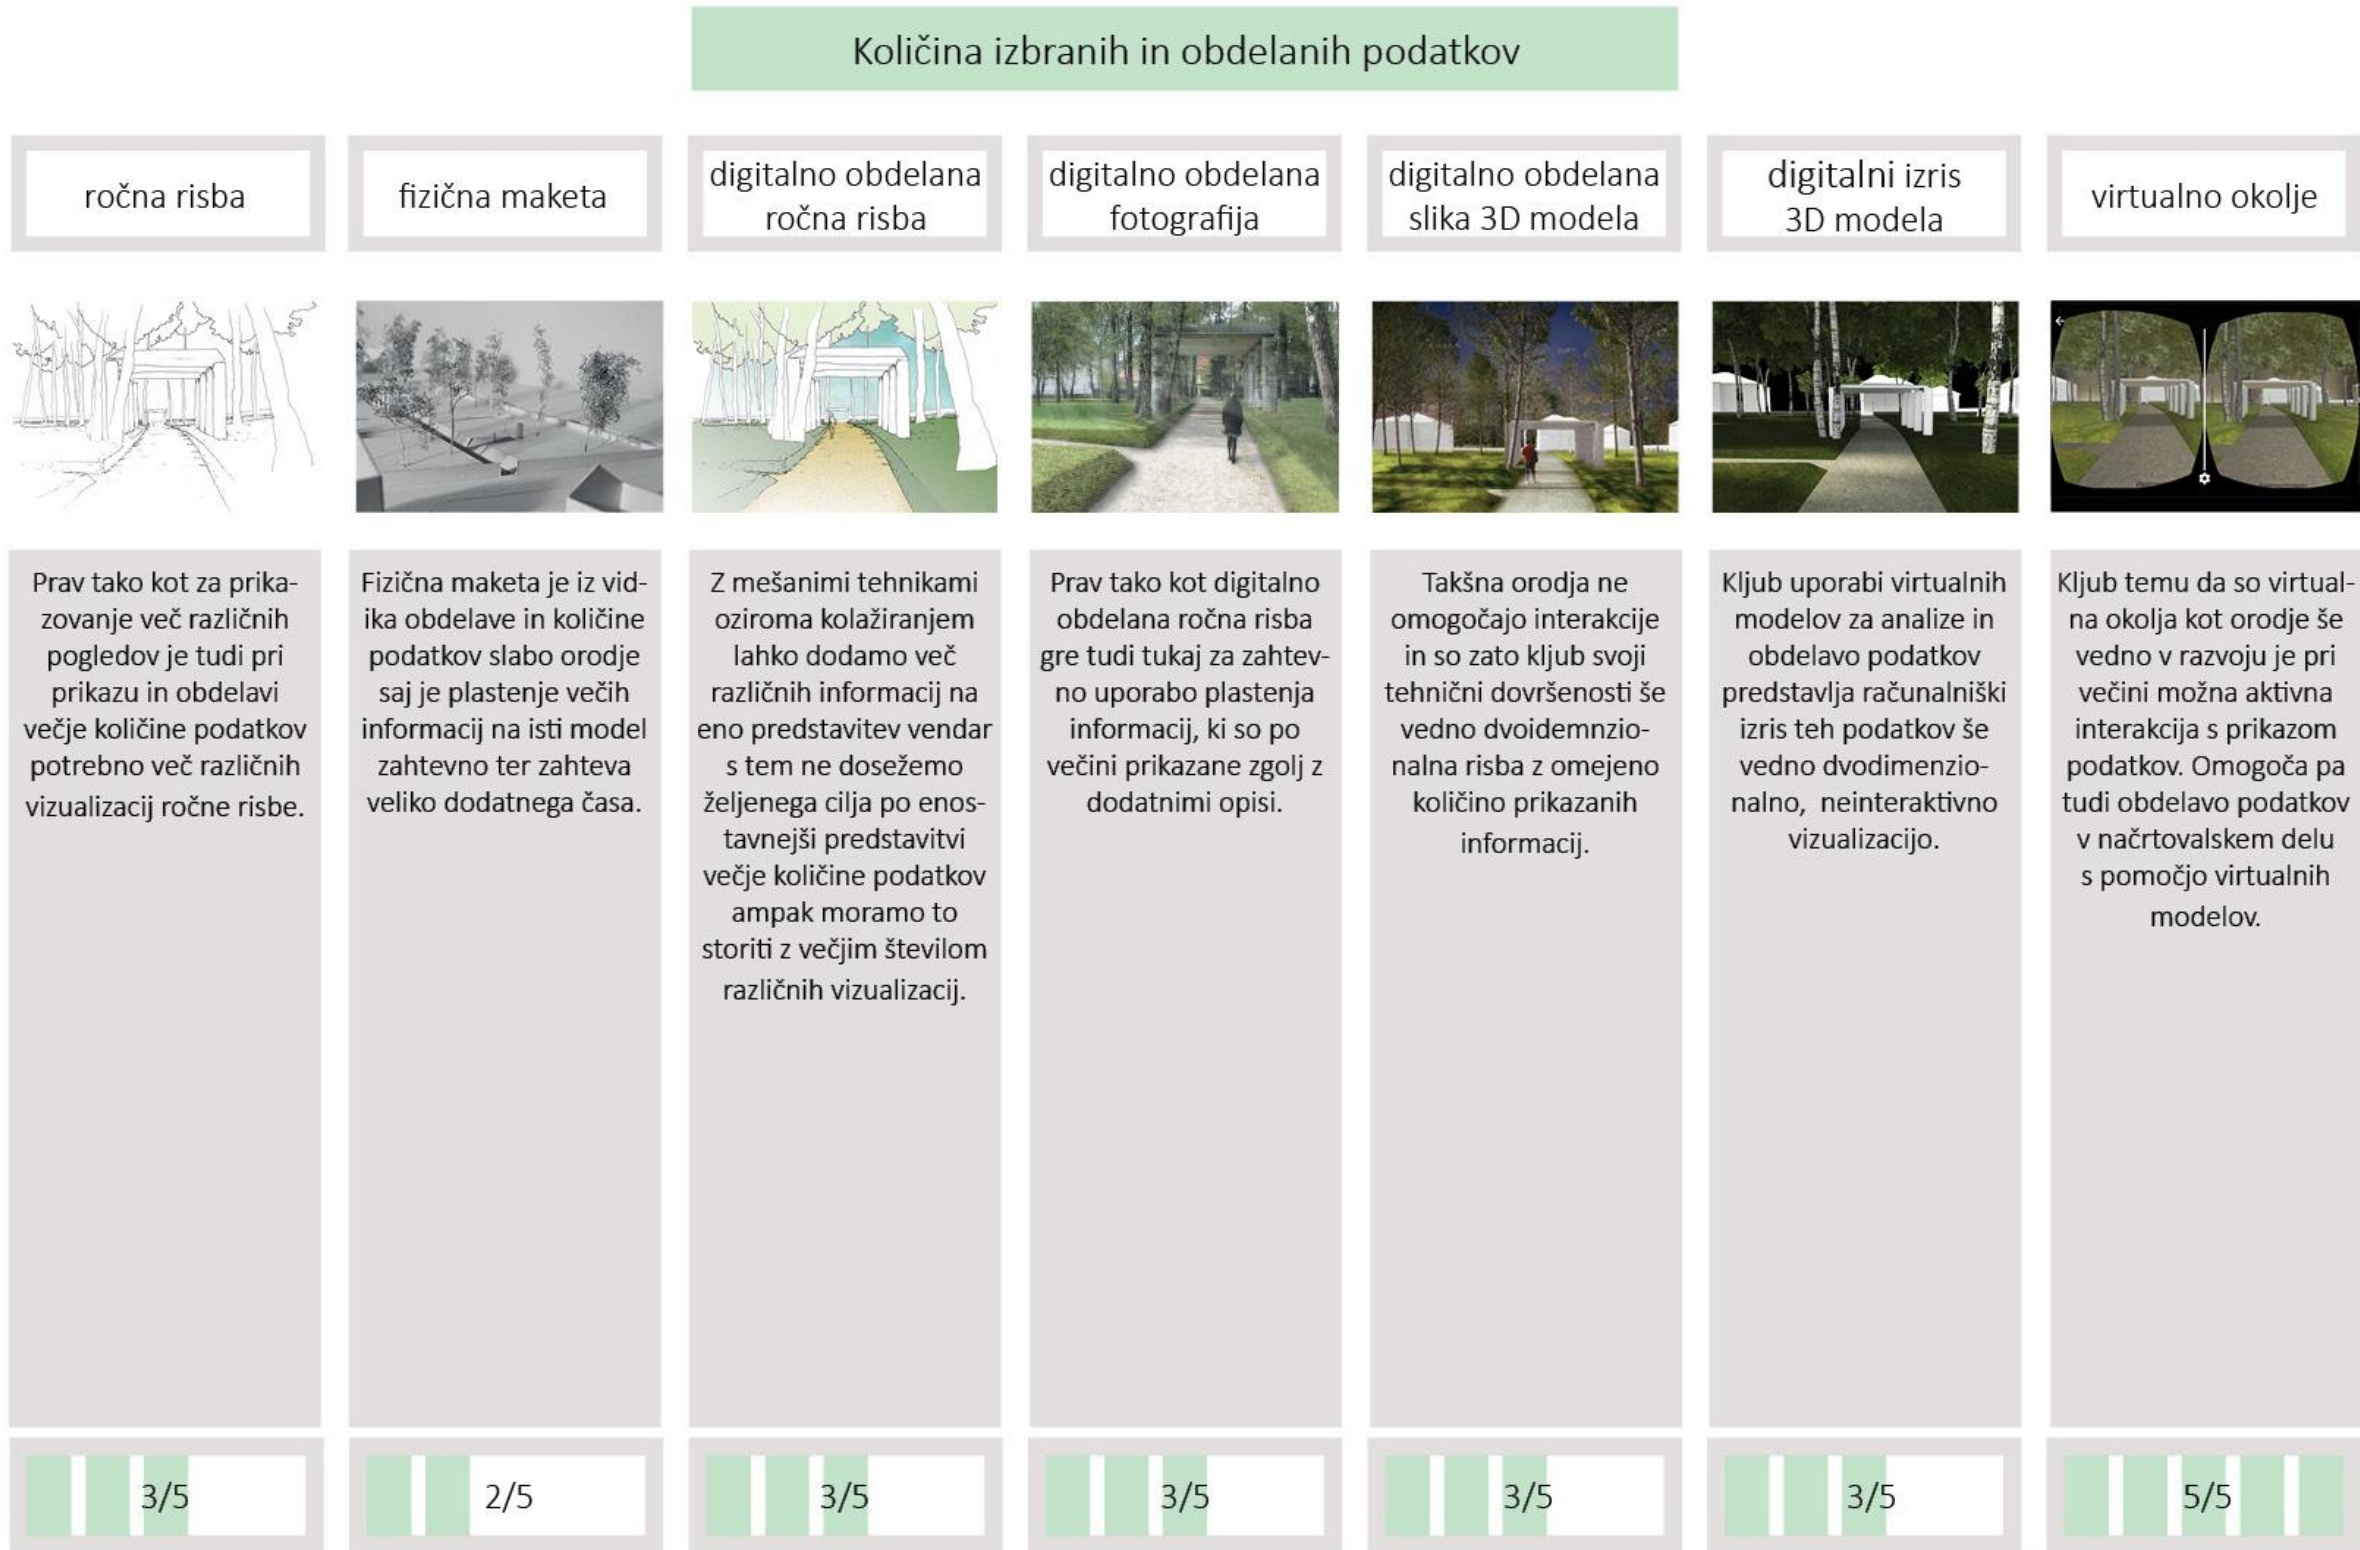 Količina izbranih in obdelanih podatkov
ročna risba
fizična maketa
digitalno obdelana
ročna risba
digitalno obdelana
fotografija
digitalno obdelana
slika 3D modela
digitalni izris
3D modela
virtualno okolje
Prav tako kot za prika-
zovanje več različnih
pogledov je tudi pri
prikazu in obdelavi
večje količine podatkov
potrebno več različnih
vizualizacij ročne risbe.
Fizična maketa je iz vid-
ika obdelave in količine
podatkov slabo orodje
saj je plastenje večih
informacij na isti model
zahtevno ter zahteva
veliko dodatnega časa.
Z mešanimi tehnikami
oziroma kolažiranjem
lahko dodamo več
različnih informacij na
eno predstavitev vendar
s tem ne dosežemo
željenega cilja po enos-
tavnejši predstavitvi
večje količine podatkov
ampak moramo to
storiti z večjim številom
različnih vizualizacij.
Prav tako kot digitalno
obdelana ročna risba
gre tudi tukaj za zahtev-
no uporabo plastenja
informacij, ki so po
večini prikazane zgolj z
dodatnimi opisi.
Takšna orodja ne
omogočajo interakcije
in so zato kljub svoji
tehnični dovršenosti še
vedno dvoidemnzio-
nalna risba z omejeno
količino prikazanih
informacij.
Kljub uporabi virtualnih
modelov za analize in
obdelavo podatkov
predstavlja računalniški
izris teh podatkov še
vedno dvodimenzio-
nalno, neinteraktivno
vizualizacijo.
Kljub temu da so virtual-
na okolja kot orodje še
vedno v razvoju je pri
večini možna aktivna
interakcija s prikazom
podatkov. Omogoča pa
tudi obdelavo podatkov
v načrtovalskem delu
s pomočjo virtualnih
modelov.
3/5
2/5
3/5
3/5
3/5
3/5
5/5